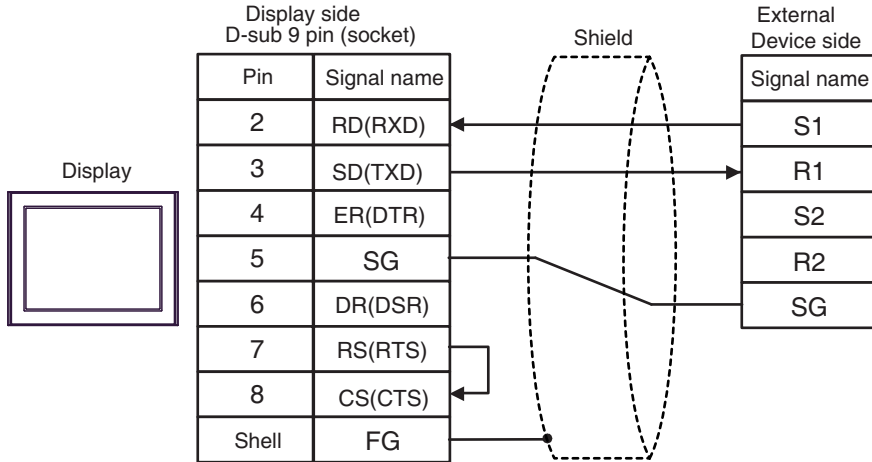 Display side
D-sub 9 pin (socket)
Shield
External
Device side
Pin Signal name
Signal name
2 RD(RXD)
S1
Display
3 SD(TXD)
R1
4 ER(DTR)
S2
5 SG
R2
6 DR(DSR)
SG
7 RS(RTS)
8 CS(CTS)
Shell FG